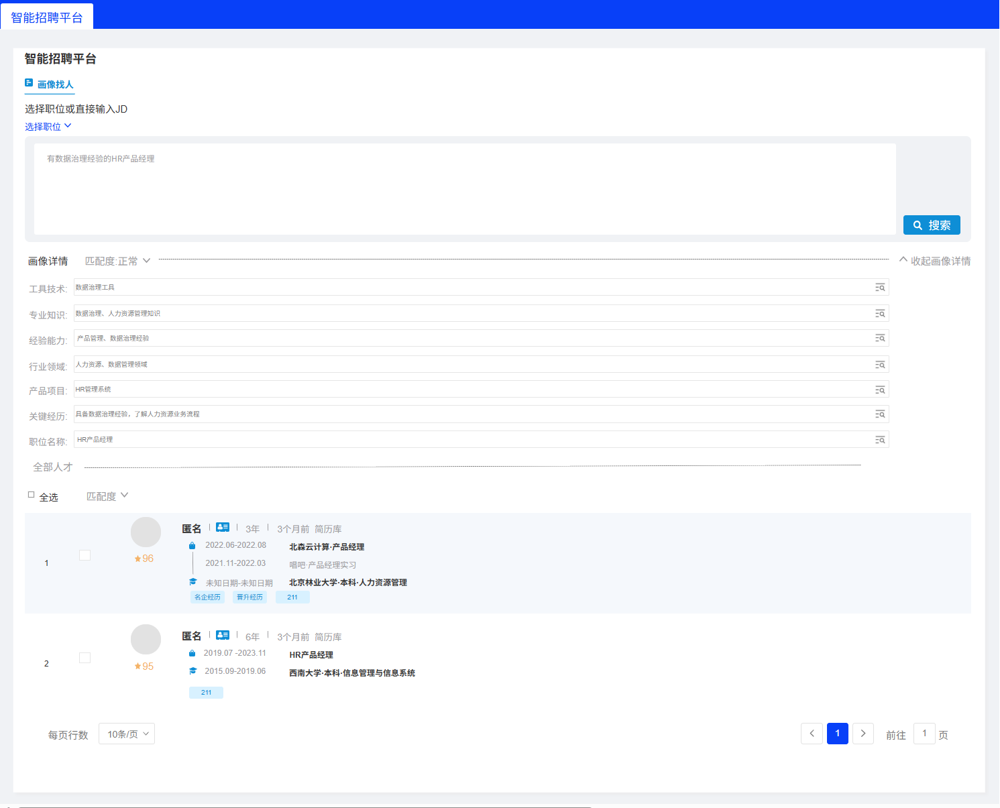 智能招聘平台
智能招聘平台
画像找人
选择职位或直接输入JD
选择职位
有数据治理经验的HR产品经理
搜索
画像详情 匹配度:正常 收起画像详情
工具技术: 数据治理工具
专业知识: 数据治理、人力资源管理知识
经验能力: 产品管理、数据治理经验
行业领域: 人力资源、数据管理领域
产品项目: HR管理系统
关键经历: 具备数据治理经验，了解人力资源业务流程
职位名称: HR产品经理
全部人才
全选 匹配度
匿名 3年 3个月前 简历库
2022.06-2022.08 北森云计算·产品经理
1 96 2021.11-2022.03 唱吧·产品经理实习
未知日期-未知日期 北京林业大学·本科·人力资源管理
名企经历 晋升经历 211
匿名 6年 3个月前 简历库
2019.07 -2023.11 HR产品经理
2 95 2015.09-2019.06 西南大学·本科·信息管理与信息系统
211
每页行数 10条/页 1 前往 1 页